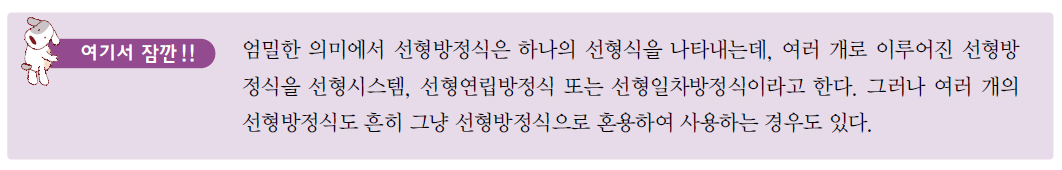 여기서 잠깐!!
엄밀한 의미에서 선형방정식은 하나의 선형식을 나타내는데, 여러 개로 이루어진 선형방
정식을 선형시스템, 선형연립방정식 또는 선형일차방정식이라고 한다. 그러나 여러 개의
선형방정식도 흔히 그냥 선형방정식으로 혼용하여 사용하는 경우도 있다.